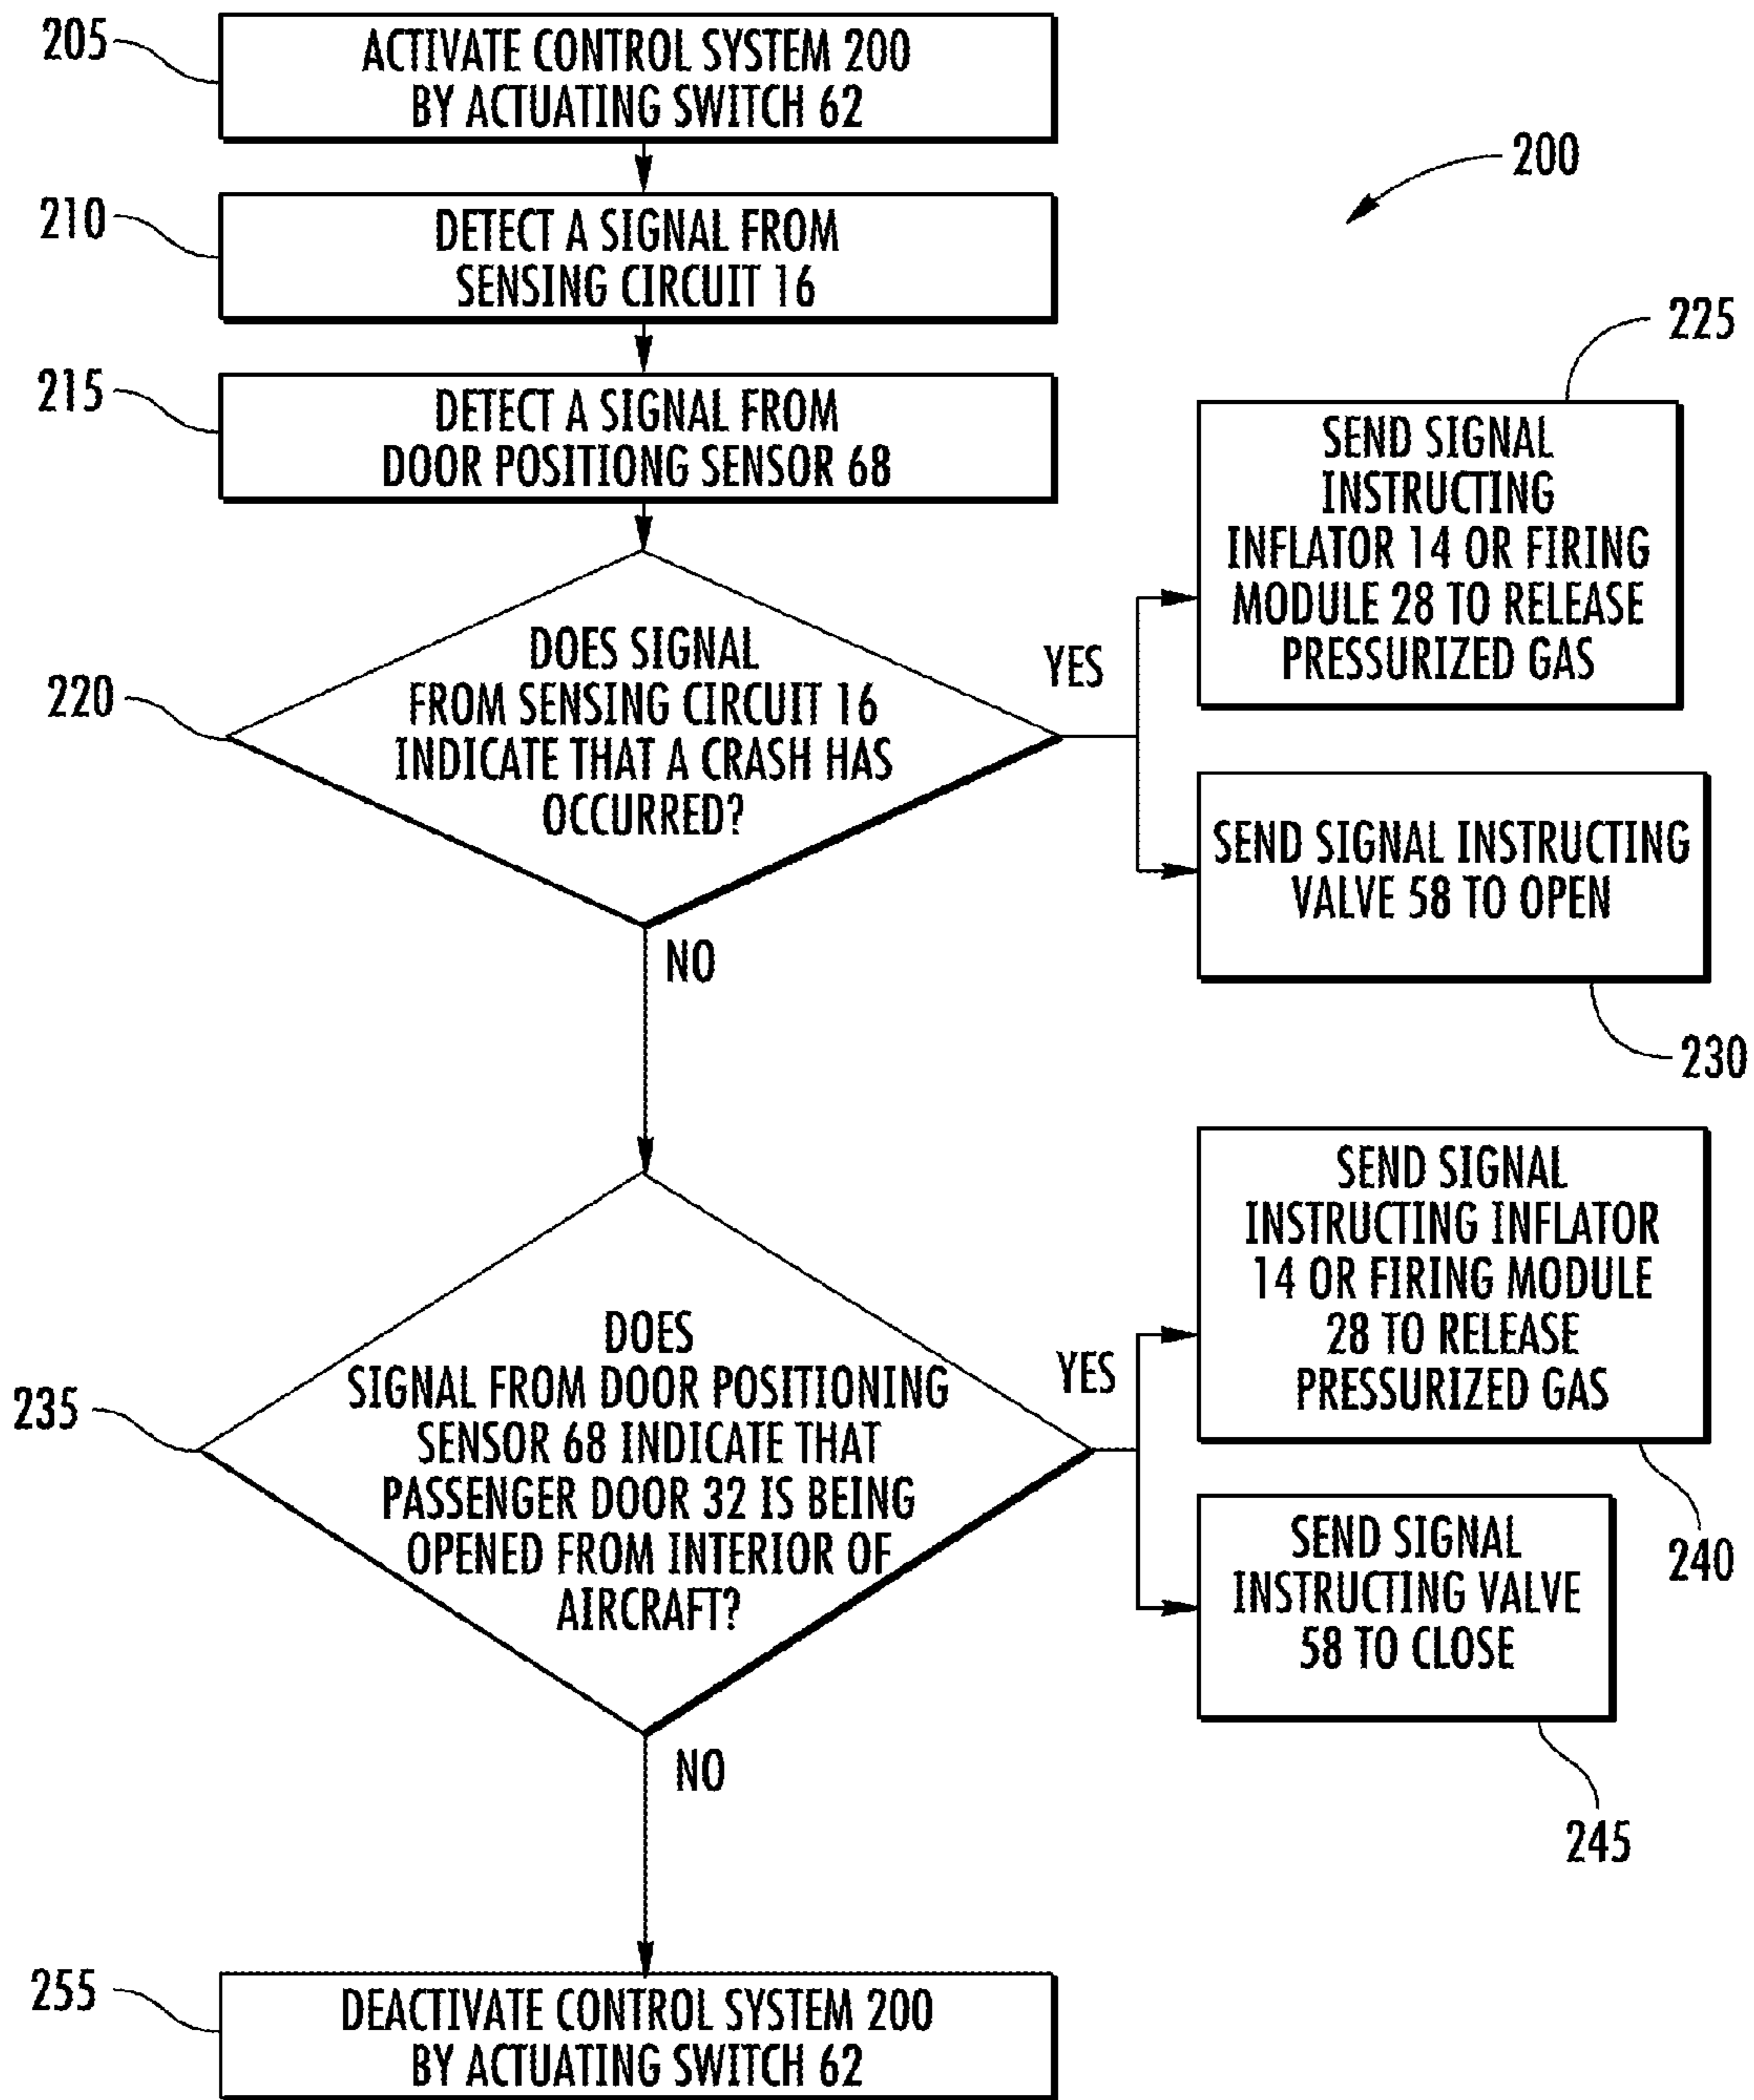 205
ACTIVATE CONTROL SYSTEM 200
BY ACTUATING SWITCH 62
200
210
DETECT A SIGNAL FROM
SENSING CIRCUIT 16
215
DETECT A SIGNAL FROM
DOOR POSITIONG SENSOR 68
225
SEND SIGNAL
INSTRUCTING
INFLATOR 14 OR FIRING
MODULE 28 TO RELEASE
PRESSURIZED GAS
220
DOES SIGNAL
FROM SENSING CIRCUIT 16
INDICATE THAT A CRASH HAS
OCCURRED?
YES
SEND SIGNAL INSTRUCTING
VALVE 58 TO OPEN
230
NO
235
DOES
SIGNAL FROM DOOR POSITIONING
SENSOR 68 INDICATE THAT
PASSENGER DOOR 32 IS BEING
OPENED FROM INTERIOR OF
AIRCRAFT?
YES
SEND SIGNAL
INSTRUCTING INFLATOR
14 OR FIRING MODULE
28 TO RELEASE
PRESSURIZED GAS
240
SEND SIGNAL
INSTRUCTING VALVE
58 TO CLOSE
245
NO
255
DEACTIVATE CONTROL SYSTEM 200
BY ACTUATING SWITCH 62